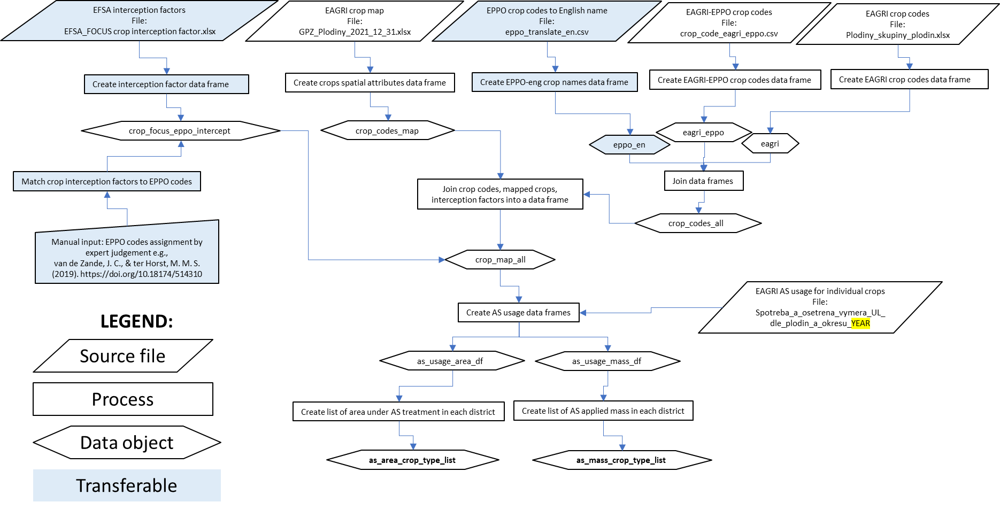 EFSA interception factors
File:
EFSA_FOCUS crop interception factor.xlsx
EAGRI crop map
File:
GPZ_Plodiny_2021_12_31.xlsx
EPPO crop codes to English name
File:
eppo_translate_en.csv
EAGRI-EPPO crop codes
File:
crop_code_eagri_eppo.csv
EAGRI crop codes
File:
Plodiny_skupiny_plodin.xlsx
Create interception factor data frame
Create crops spatial attributes data frame
Create EPPO-eng crop names data frame
Create EAGRI-EPPO crop codes data frame
Create EAGRI crop codes data frame
crop_focus_eppo_intercept
crop_codes_map
eppo_en
eagri_eppo
eagri
Match crop interception factors to EPPO codes
Join crop codes, mapped crops,
interception factors into a data frame
Join data frames
crop_codes_all
Manual input: EPPO codes assignment by
expert judgement e.g.,
van de Zande, J. C., & ter Horst, M. M. S.
(2019). https://doi.org/10.18174/514310
crop_map_all
Create AS usage data frames
EAGRI AS usage for individual crops
File:
Spotreba_a_osetrena_vymera_UL_
dle_plodin_a_okresu_YEAR
as_usage_area_df
as_usage_mass_df
Create list of area under AS treatment in each district
Create list of AS applied mass in each district
as_area_crop_type_list
as_mass_crop_type_list
LEGEND:
Source file
Process
Data object
Transferable